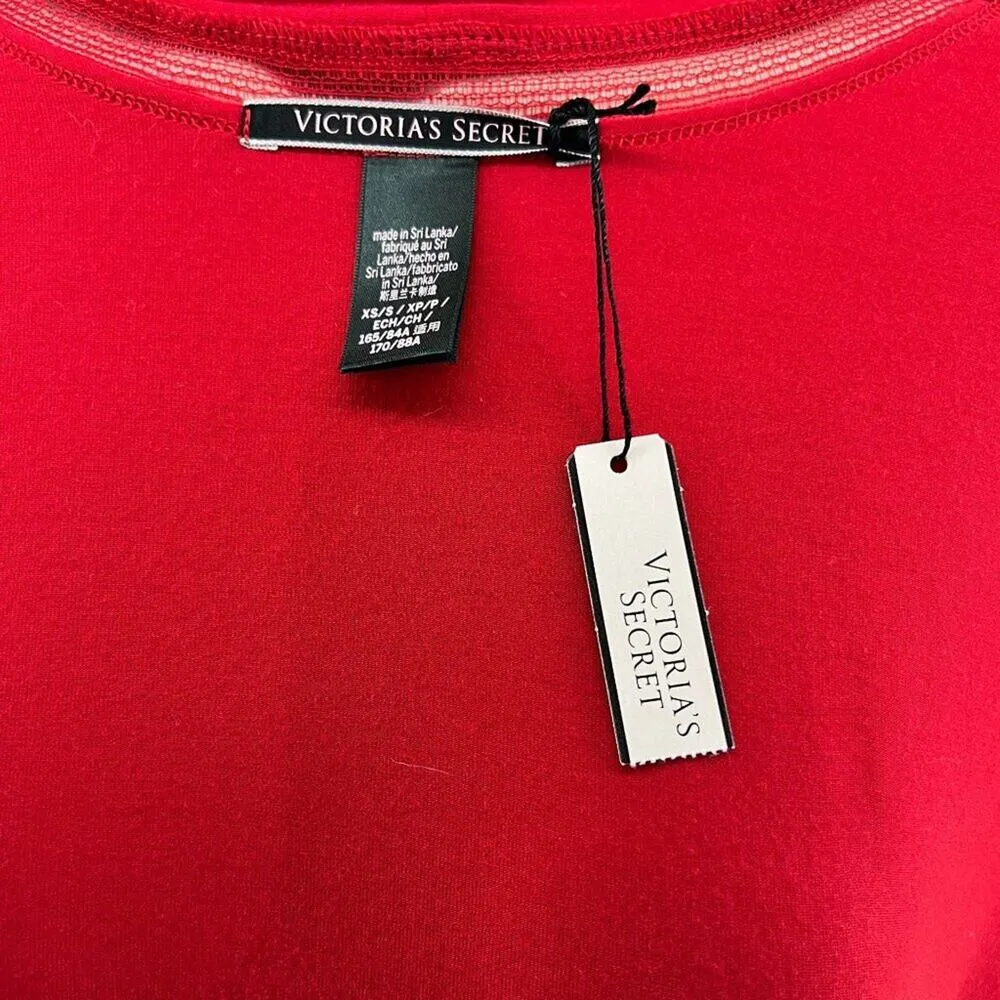 VICTORIA'S SECRET
made in Sri Lanka/
fabriqué au Sri
Lanka/hecho en
Sri Lanka/fabbricato
in Sri Lanka/
斯里兰卡制造
XS/S / XP/P /
ECH/CH /
165/84A 适用
170/88A
VICTORIA'S
SECRET